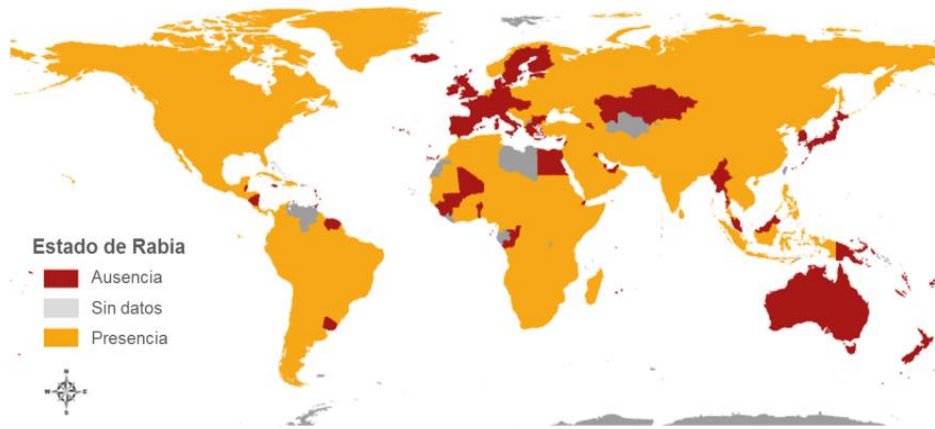 Estado de Rabia
Ausencia
Sin datos
Presencia
N
W E
S